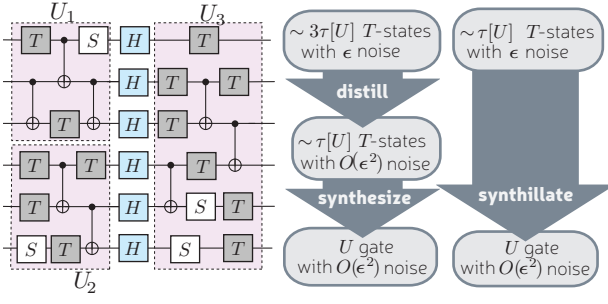 U₁
U₃
T S H T
H T T
T T H T
T T H
T H S T
S T H S T
U₂
~ 3τ[U] T-states
with ϵ noise
distill
~ τ[U] T-states
with O(ϵ²) noise
synthesize
U gate
with O(ϵ²) noise
~ τ[U] T-states
with ϵ noise
synthillate
U gate
with O(ϵ²) noise